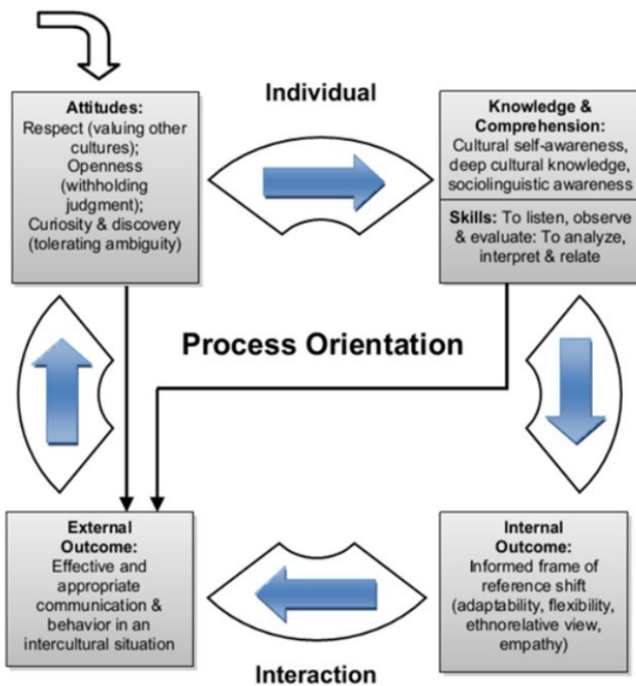 Individual
Attitudes:
Respect (valuing other
cultures);
Openness
(withholding
judgment);
Curiosity & discovery
(tolerating ambiguity)
Knowledge &
Comprehension:
Cultural self-awareness,
deep cultural knowledge,
sociolinguistic awareness
Skills: To listen, observe
& evaluate: To analyze,
interpret & relate
Process Orientation
External
Outcome:
Effective and
appropriate
communication &
behavior in an
intercultural situation
Internal
Outcome:
Informed frame of
reference shift
(adaptability, flexibility,
ethnorelative view,
empathy)
Interaction